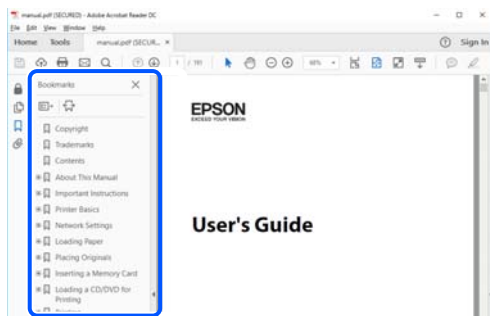 manual.pdf (SECURED) - Adobe Acrobat Reader DC
File Edit View Window Help
Home Tools manual.pdf (SECUR... × Sign In
1 / 191
Bookmarks
EPSON
EXCEED YOUR VISION
Copyright
Trademarks
Contents
About This Manual
Important Instructions
Printer Basics
Network Settings
User's Guide
Loading Paper
Placing Originals
Inserting a Memory Card
Loading a CD/DVD for
Printing